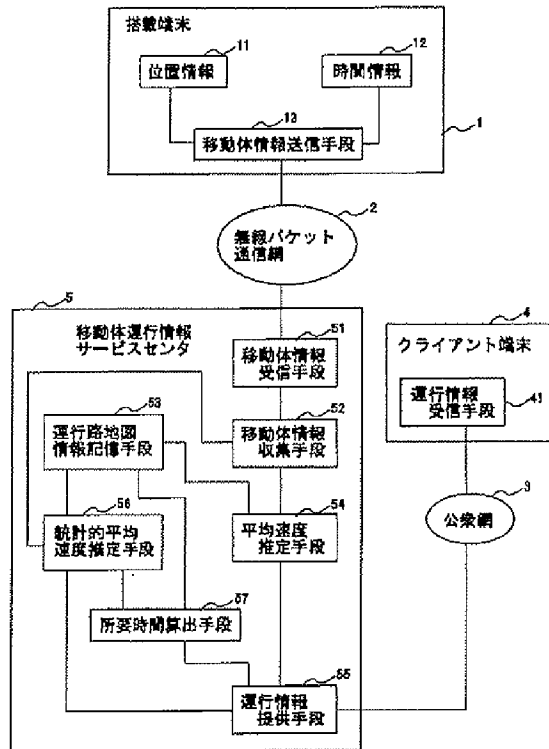 搭載端末
11
位置情報
12
時間情報
13
移動体情報送信手段
1
2
無線パケット
通信網
5
移動体運行情報
サービスセンタ
51
移動体情報
受信手段
4
クライアント端末
運行情報
受信手段
41
53
運行路地図
情報記憶手段
52
移動体情報
収集手段
56
統計的平均
速度推定手段
54
平均速度
推定手段
3
公衆網
57
所要時間算出手段
55
運行情報
提供手段